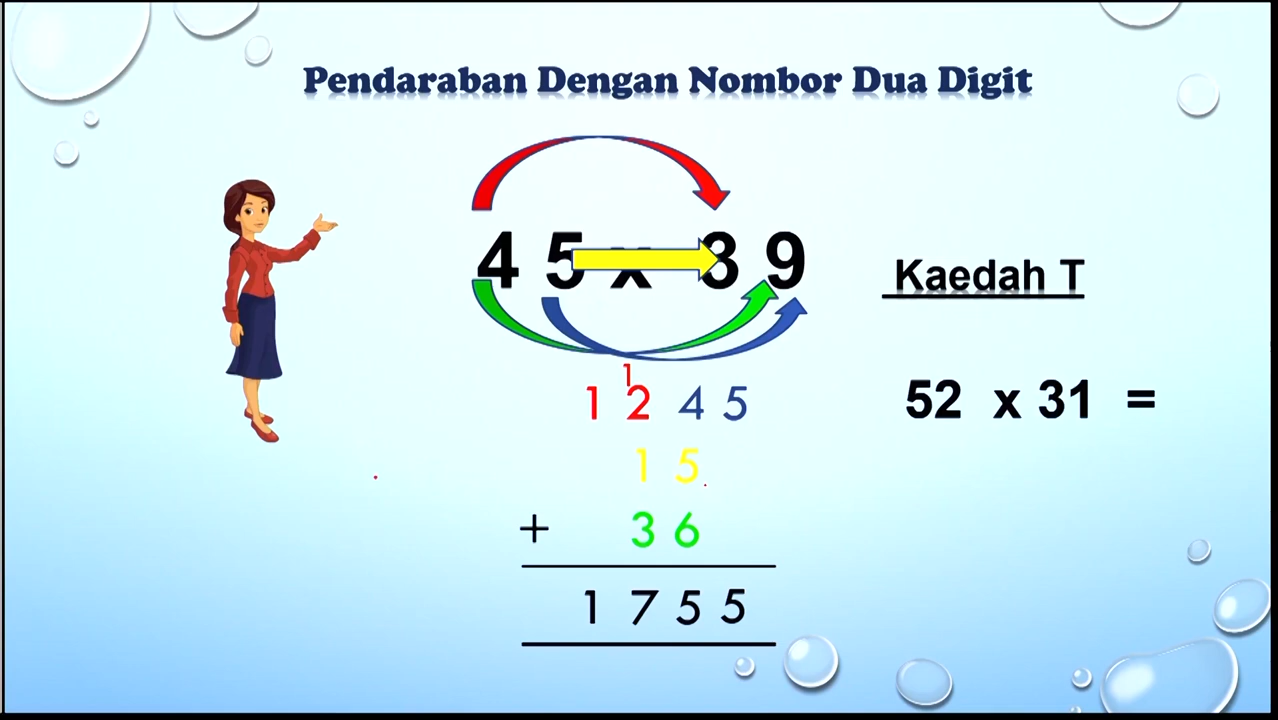 Pendaraban Dengan Nombor Dua Digit
4 5 x 3 9
Kaedah T
52 x 31 =
1
1 2 4 5
1 5
+ 3 6
1 7 5 5